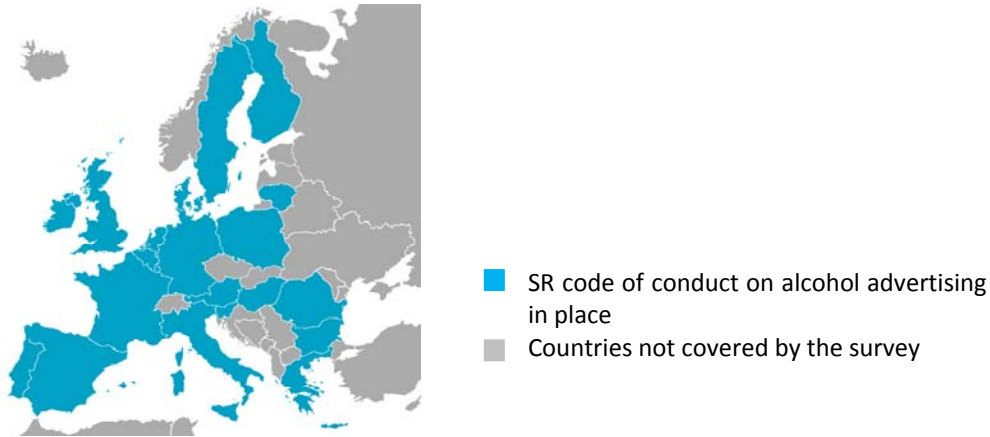 SR code of conduct on alcohol advertising
in place
Countries not covered by the survey